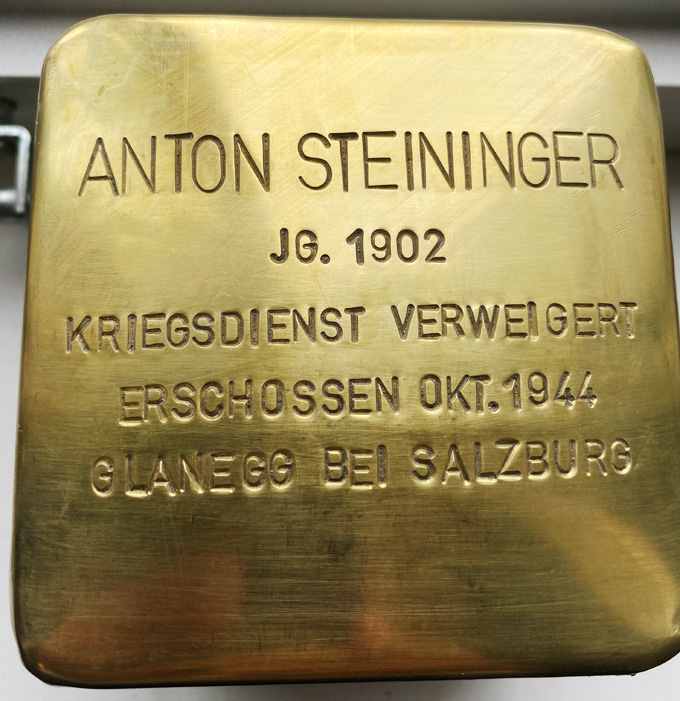 ANTON STEININGER
JG. 1902
KRIEGSDIENST VERWEIGERT
ERSCHOSSEN OKT. 1944
GLANEGG BEI SALZBURG